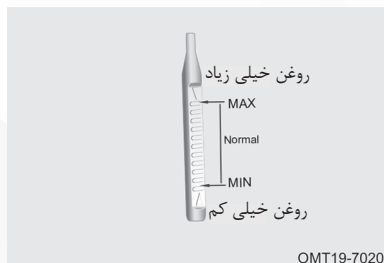 روغن خیلی زیاد
MAX
Normal
MIN
روغن خیلی کم
OMT19-7020